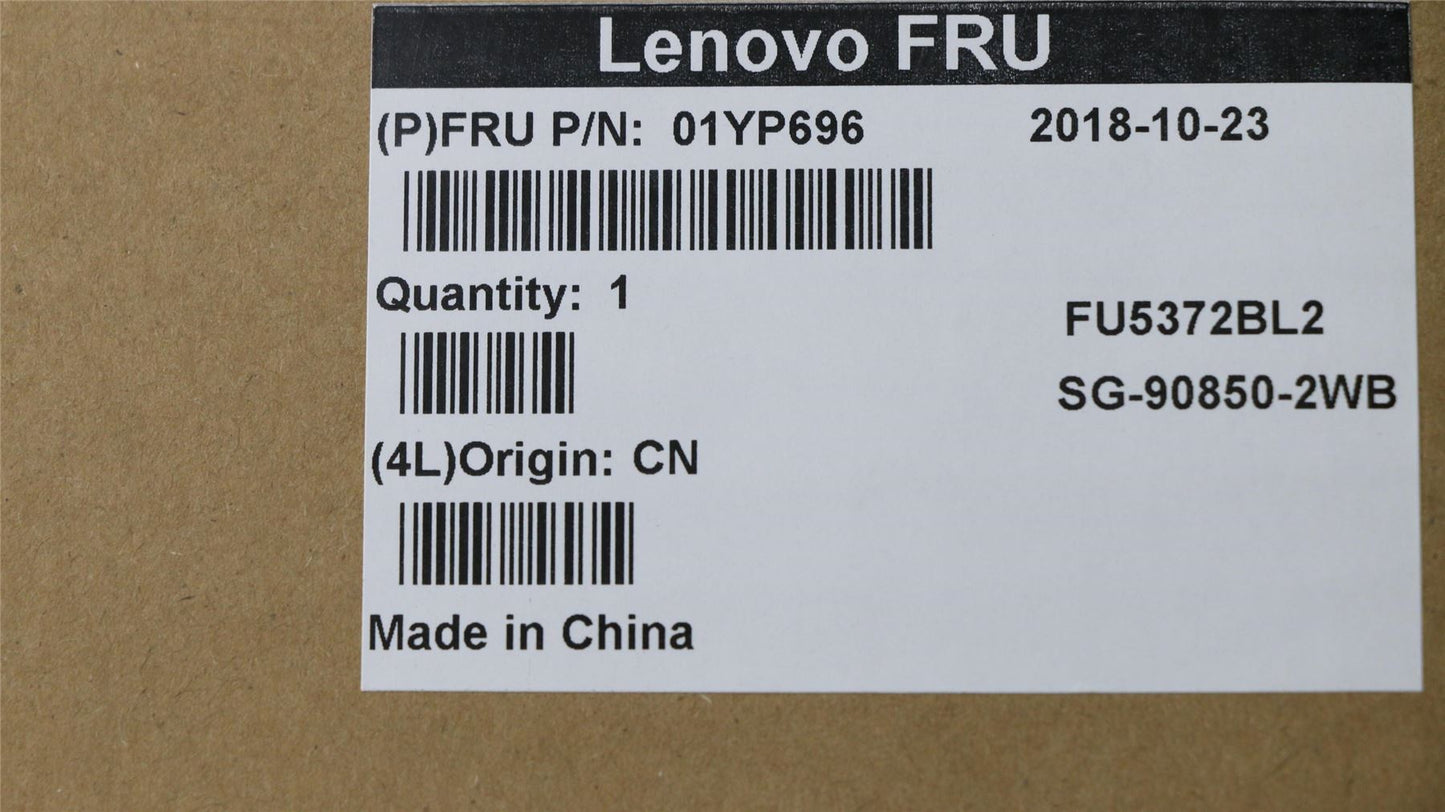 Lenovo FRU
(P)FRU P/N: 01YP696 2018-10-23
Quantity: 1
FU5372BL2
SG-90850-2WB
(4L)Origin: CN
Made in China